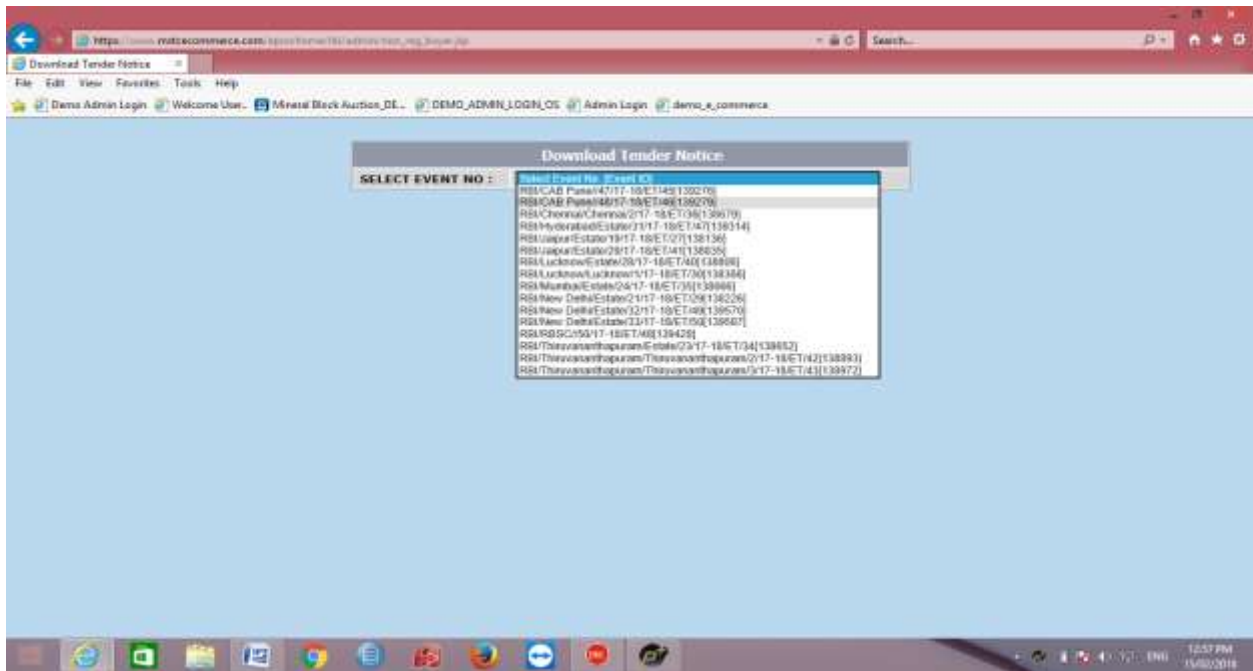 https://www.mstcecommerce.com
Search...
Download Tender Notice
File Edit View Favorites Tools Help
Demo Admin Login Welcome User.. Mineral Block Auction_DE... DEMO_ADMIN_LOGIN_OS Admin Login demo_e_commerce
Download Tender Notice
SELECT EVENT NO :
Select Event No. [Event ID]
RBI/CAB Pune//47/17-18/ET/45[139276]
RBI/CAB Pune//48/17-18/ET/46[139279]
RBI/Chennai/Chennai/2/17-18/ET/36[138679]
RBI/Hyderabad/Estate/31/17-18/ET/47[139314]
RBI/Jaipur/Estate/19/17-18/ET/27[138136]
RBI/Jaipur/Estate/29/17-18/ET/41[138835]
RBI/Lucknow/Estate/28/17-18/ET/40
RBI/Lucknow/Lucknow/1/17-18/ET/30
RBI/Mumbai/Estate/24/17-18/ET/35
RBI/New Delhi/Estate/21/17-18/ET/29[138226]
RBI/New Delhi/Estate/32/17-18/ET/49[139570]
RBI/New Delhi/Estate/33/17-18/ET/50
RBI/RBSC//50/17-18/ET/48[139428]
RBI/Thiruvananthapuram/Estate/23/17-18/ET/34[138652]
RBI/Thiruvananthapuram/Thiruvananthapuram/2/17-18/ET/42[138893]
RBI/Thiruvananthapuram/Thiruvananthapuram/3/17-18/ET/43[138972]
ENG
12:57 PM
15/02/2018